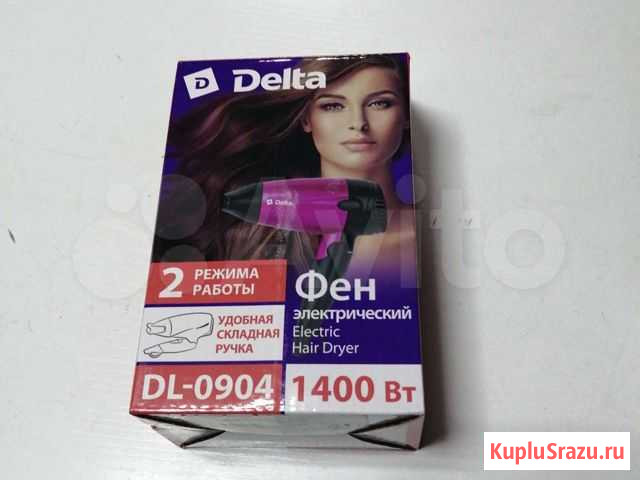 D Delta
Delta
2 РЕЖИМА
РАБОТЫ
Фен
электрический
Electric
Hair Dryer
УДОБНАЯ
СКЛАДНАЯ
РУЧКА
DL-0904
1400 Вт
Avito
KupluSrazu.ru